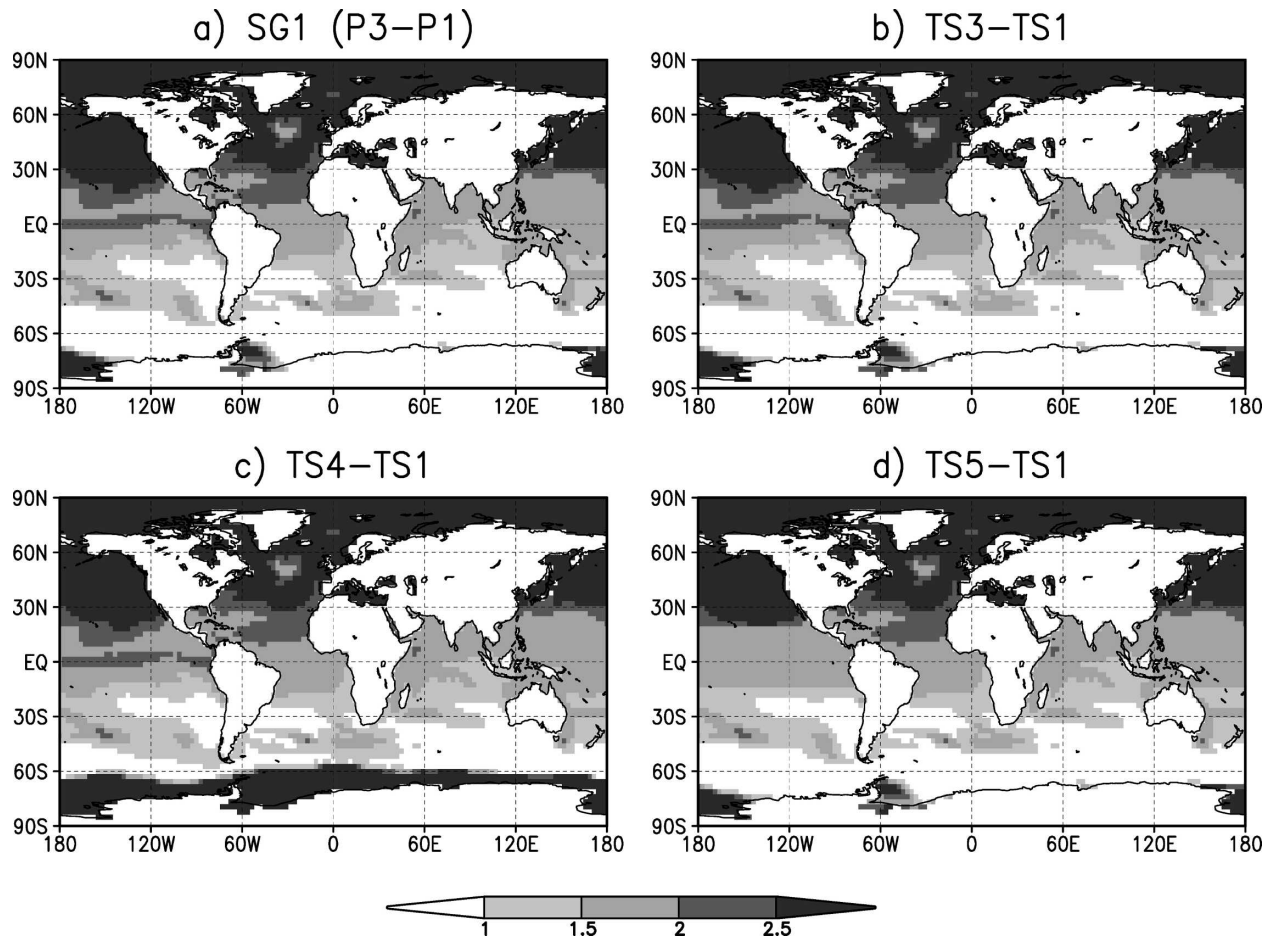 a) SG1 (P3−P1)
90N
60N
30N
EQ
30S
60S
90S
180 120W 60W 0 60E 120E 180
b) TS3−TS1
90N
60N
30N
EQ
30S
60S
90S
180 120W 60W 0 60E 120E 180
c) TS4−TS1
90N
60N
30N
EQ
30S
60S
90S
180 120W 60W 0 60E 120E 180
d) TS5−TS1
90N
60N
30N
EQ
30S
60S
90S
180 120W 60W 0 60E 120E 180
1 1.5 2 2.5